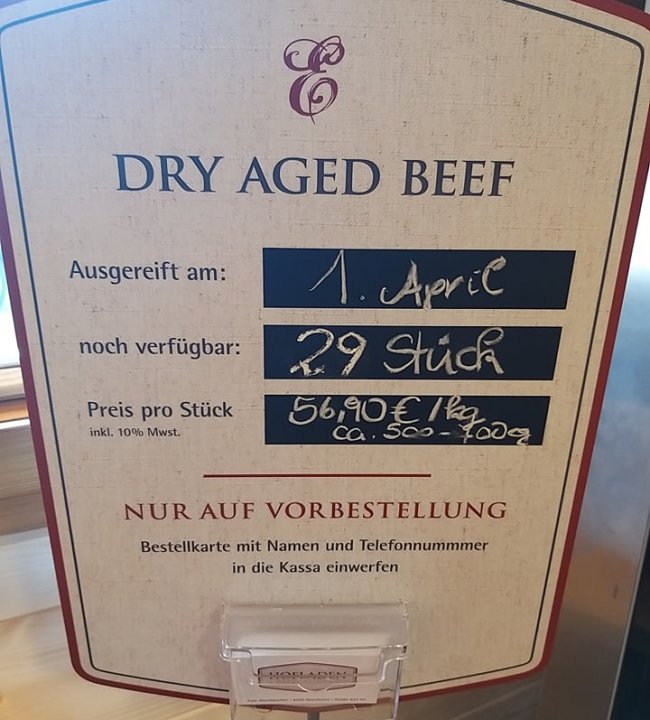 E
DRY AGED BEEF
Ausgereift am: 1. April
noch verfügbar: 29 Stück
Preis pro Stück 56,90 € / kg
inkl. 10% Mwst. ca. 500-700g
NUR AUF VORBESTELLUNG
Bestellkarte mit Namen und Telefonnummmer
in die Kassa einwerfen
HOFLADEN